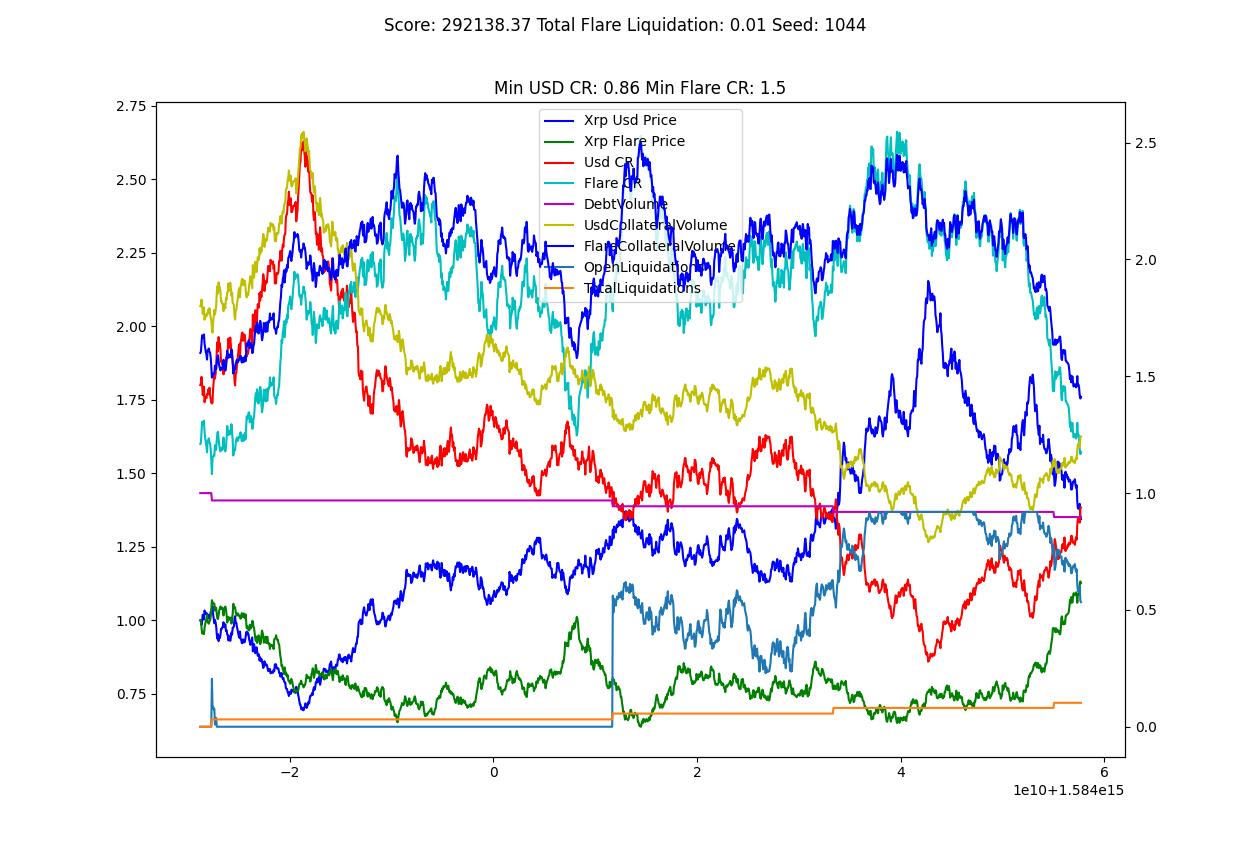 Score: 292138.37 Total Flare Liquidation: 0.01 Seed: 1044
Min USD CR: 0.86 Min Flare CR: 1.5
Xrp Usd Price
Xrp Flare Price
Usd CR
Flare CR
DebtVolume
UsdCollateralVolume
FlareCollateralVolume
OpenLiquidations
TotalLiquidations
2.75
2.50
2.25
2.00
1.75
1.50
1.25
1.00
0.75
2.5
2.0
1.5
1.0
0.5
0.0
−2
0
2
4
6
1e10+1.584e15